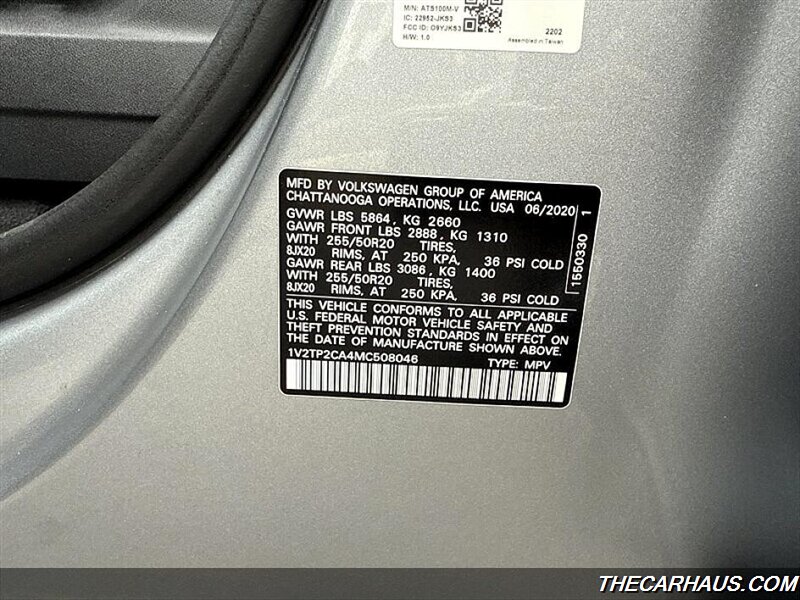 M/N: ATS100M-V
IC: 22952-JKS3
FCC ID: O9YJKS3
H/W: 1.0
2202
Assembled in Taiwan
MFD BY VOLKSWAGEN GROUP OF AMERICA
CHATTANOOGA OPERATIONS, LLC. USA 06/2020
GVWR LBS 5864, KG 2660
GAWR FRONT LBS 2888, KG 1310
WITH 255/50R20 TIRES,
8JX20 RIMS, AT 250 KPA, 36 PSI COLD
GAWR REAR LBS 3086, KG 1400
WITH 255/50R20 TIRES,
8JX20 RIMS, AT 250 KPA, 36 PSI COLD
1550330 1
THIS VEHICLE CONFORMS TO ALL APPLICABLE
U.S. FEDERAL MOTOR VEHICLE SAFETY AND
THEFT PREVENTION STANDARDS IN EFFECT ON
THE DATE OF MANUFACTURE SHOWN ABOVE.
1V2TP2CA4MC508046 TYPE: MPV
THECARHAUS.COM